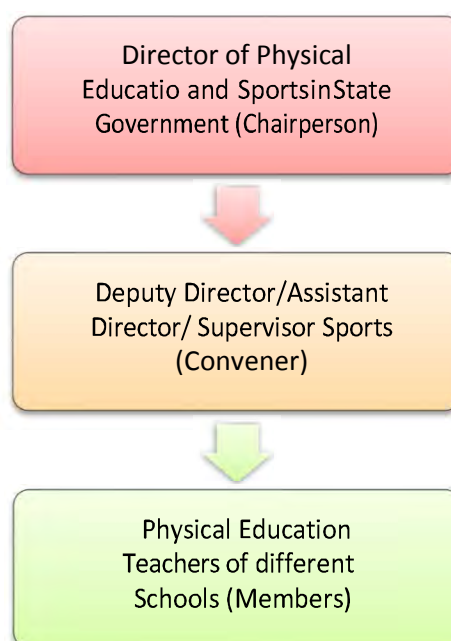 Director of Physical
Educatio and SportsinState
Government (Chairperson)
Deputy Director/Assistant
Director/ Supervisor Sports
(Convener)
Physical Education
Teachers of different
Schools (Members)